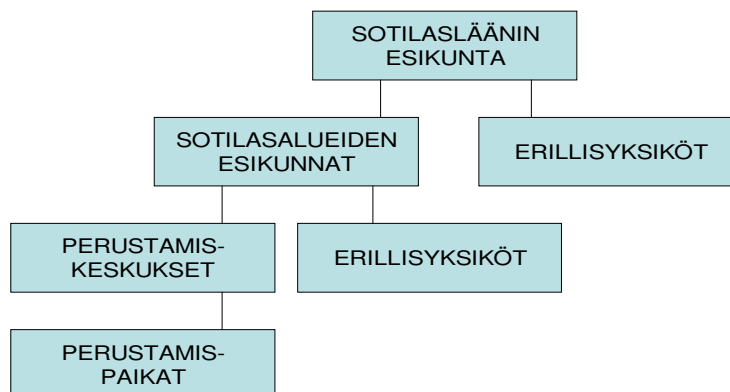 SOTILASLÄÄNIN
ESIKUNTA
SOTILASALUEIDEN
ESIKUNNAT
ERILLISYKSIKÖT
PERUSTAMIS-
KESKUKSET
ERILLISYKSIKÖT
PERUSTAMIS-
PAIKAT